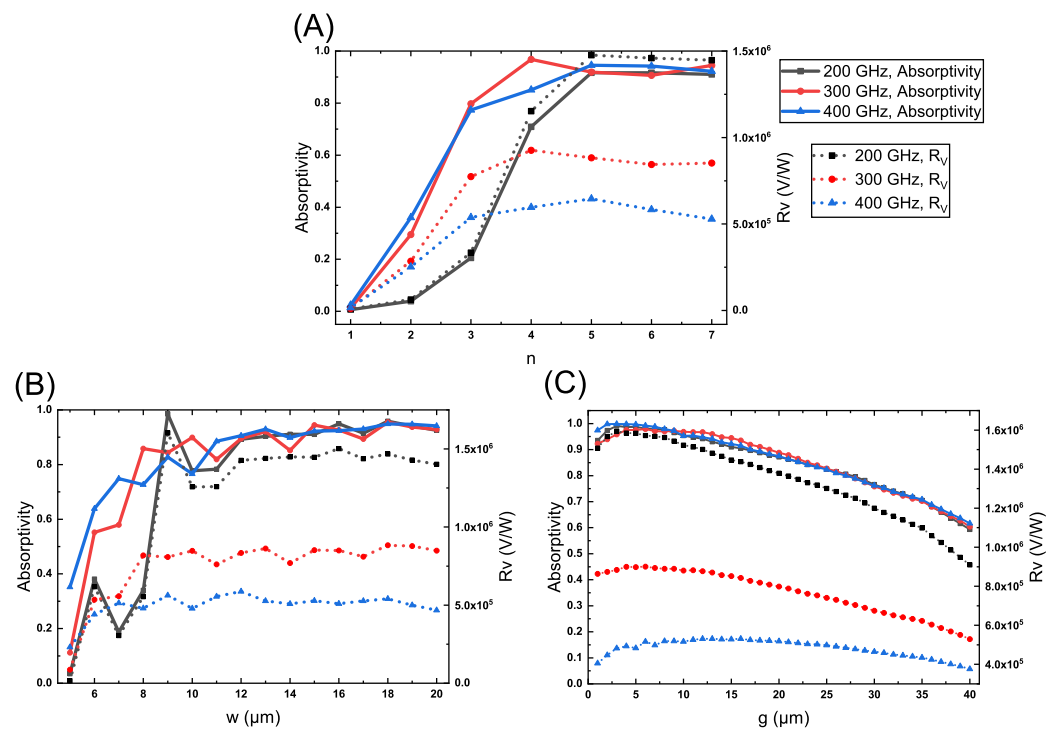 (A)
1.0
0.8
0.6
0.4
0.2
0.0
Absorptivity
1.5x10⁶
1.0x10⁶
5.0x10⁵
0.0
Rv (V/W)
1 2 3 4 5 6 7
n
200 GHz, Absorptivity
300 GHz, Absorptivity
400 GHz, Absorptivity
200 GHz, R_V
300 GHz, R_V
400 GHz, R_V
(B)
1.0
0.8
0.6
0.4
0.2
0.0
Absorptivity
1.5x10⁶
1.0x10⁶
5.0x10⁵
0.0
Rv (V/W)
6 8 10 12 14 16 18 20
w (µm)
(C)
1.0
0.9
0.8
0.7
0.6
0.5
0.4
0.3
0.2
0.1
0.0
Absorptivity
1.6x10⁶
1.4x10⁶
1.2x10⁶
1.0x10⁶
8.0x10⁵
6.0x10⁵
4.0x10⁵
Rv (V/W)
0 5 10 15 20 25 30 35 40
g (µm)